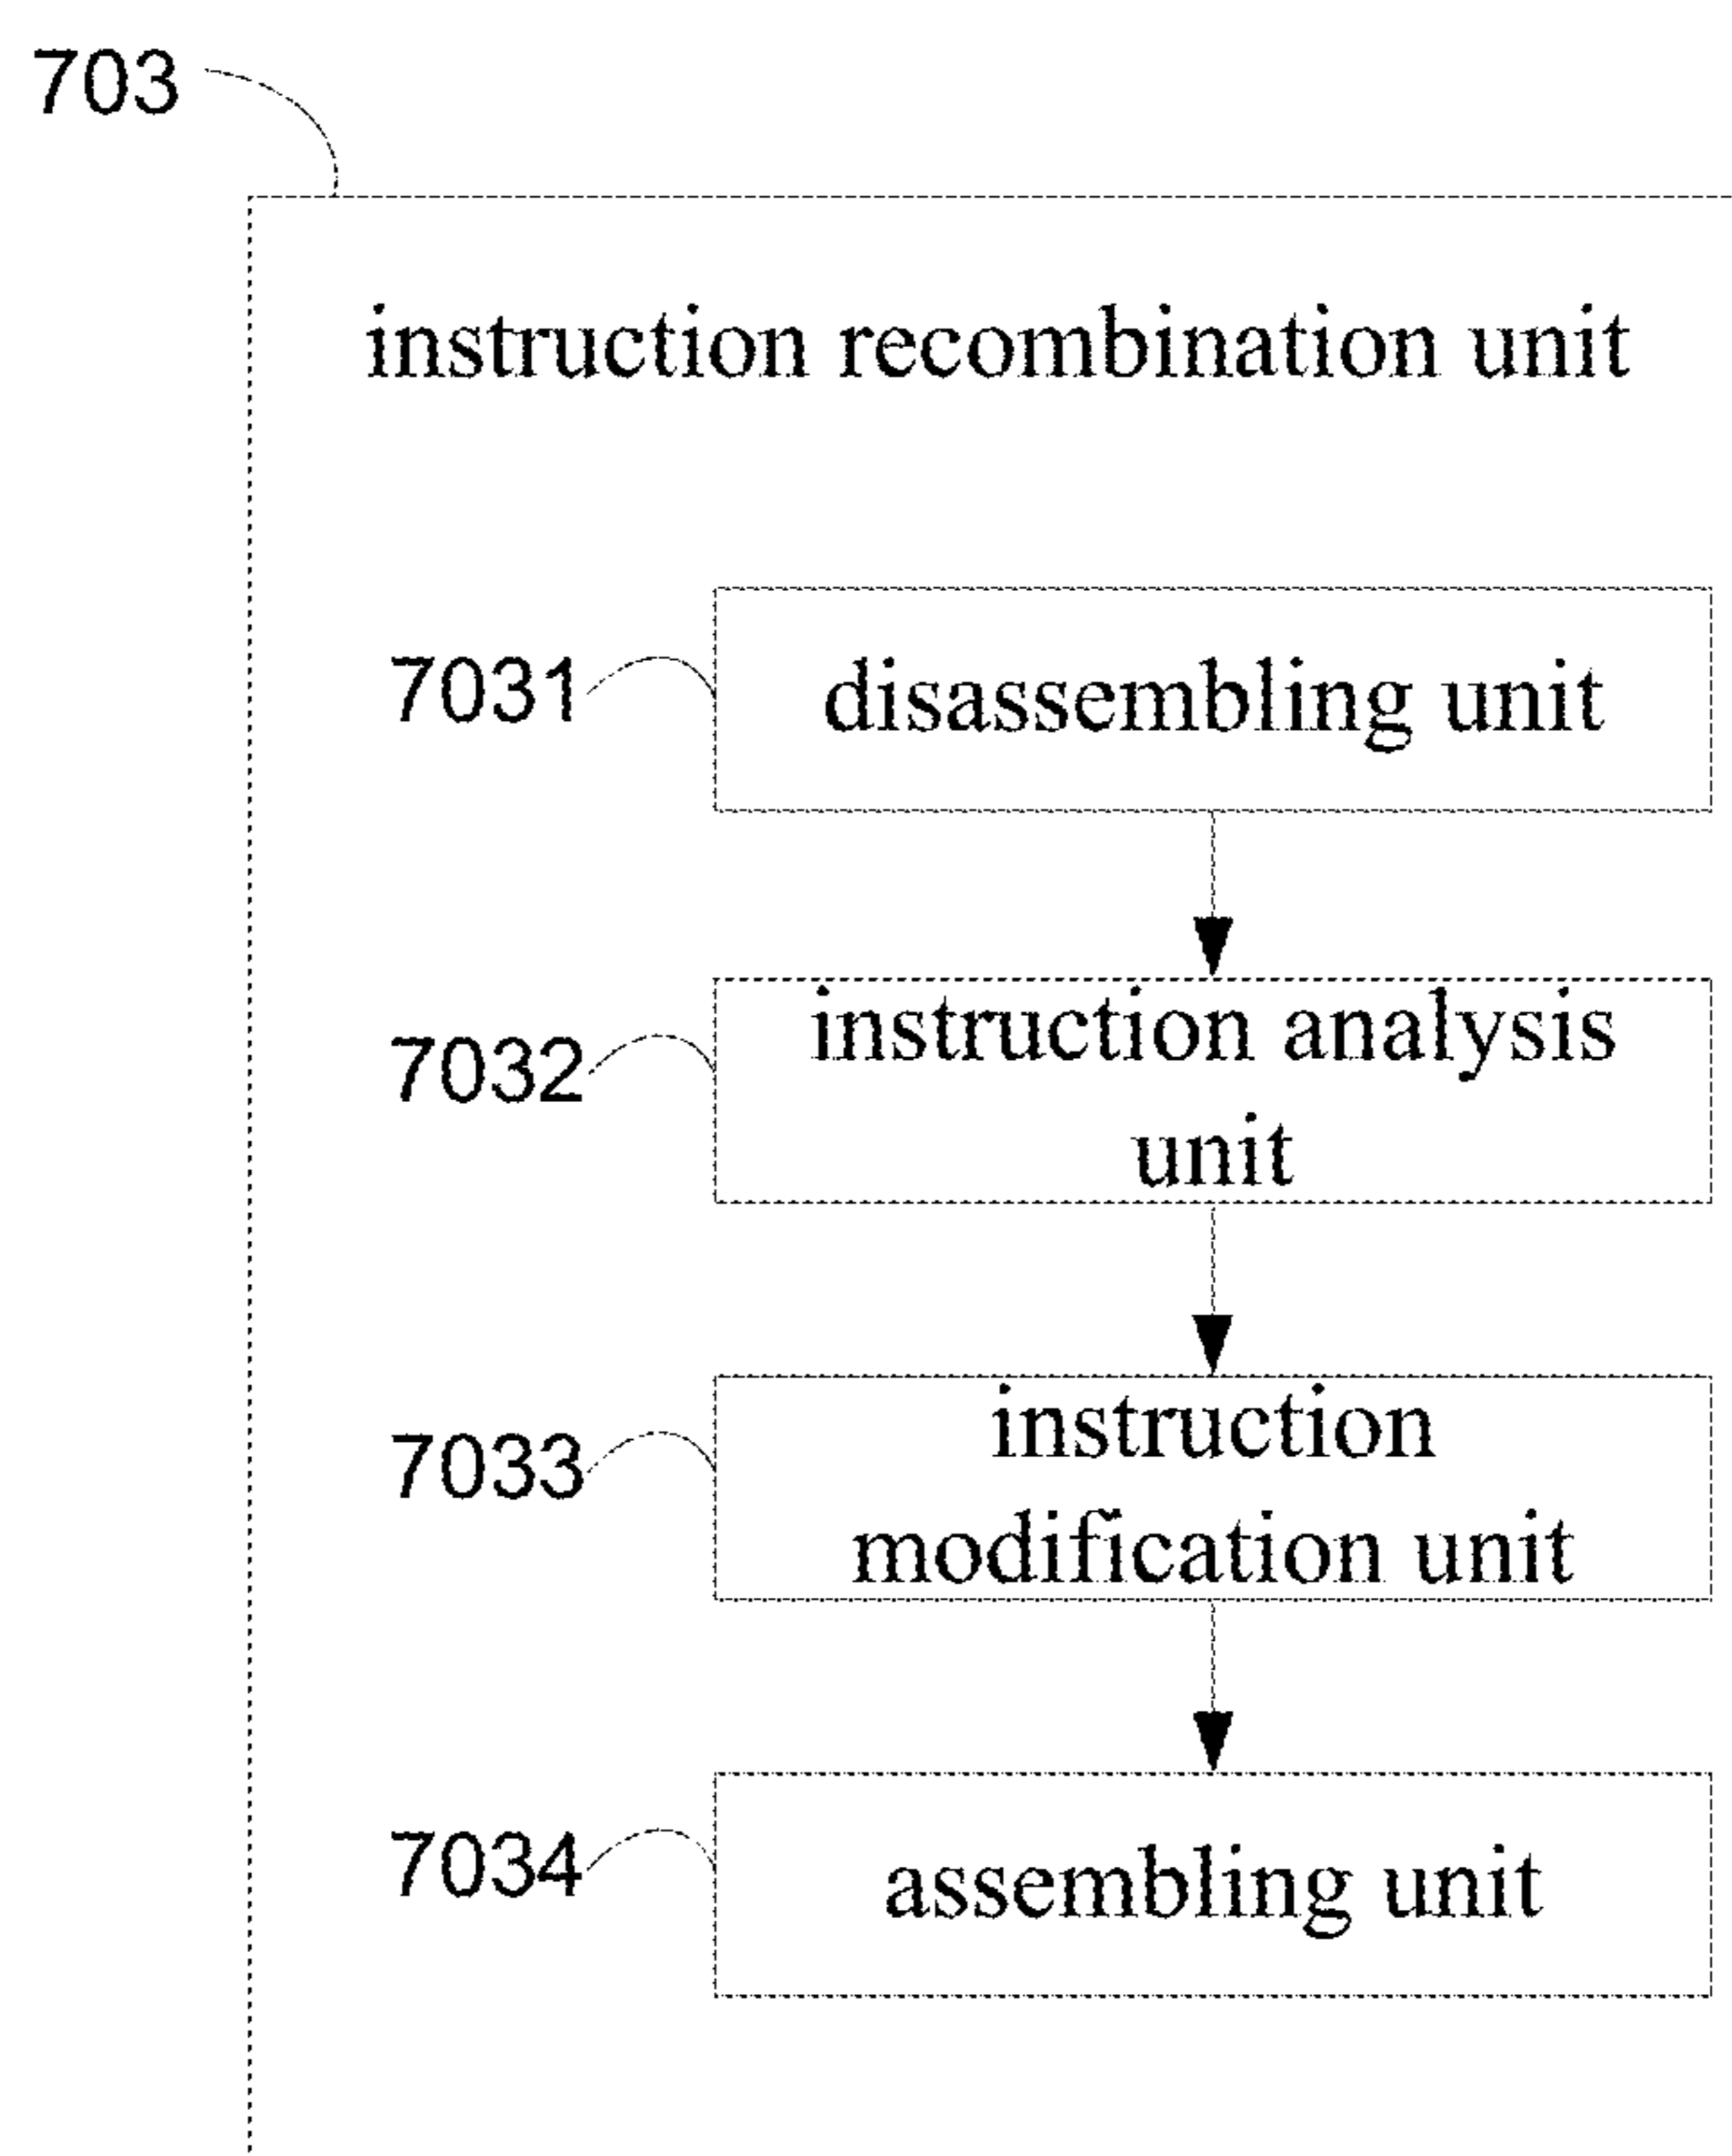 703
instruction recombination unit
7031
disassembling unit
7032
instruction analysis
unit
7033
instruction
modification unit
7034
assembling unit